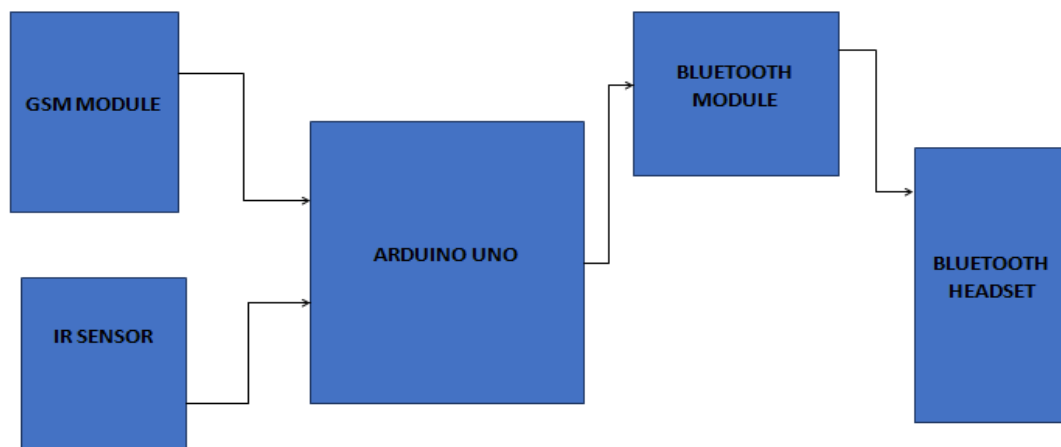 GSM MODULE
IR SENSOR
ARDUINO UNO
BLUETOOTH
MODULE
BLUETOOTH
HEADSET